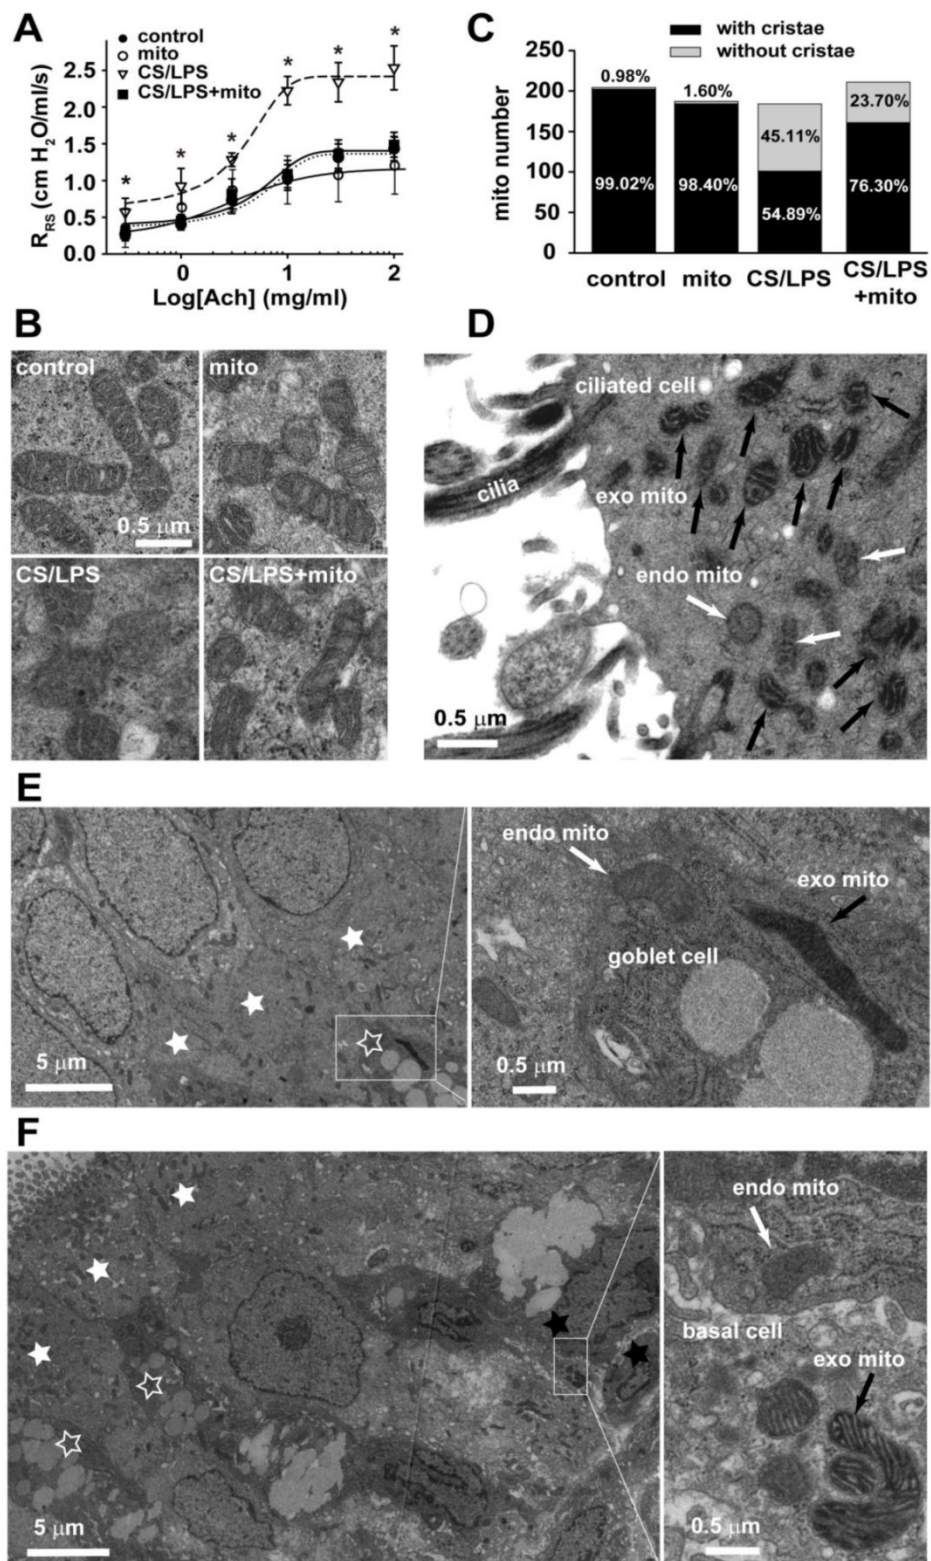 A
control
mito
CS/LPS
CS/LPS+mito
* * * * * *
2.5
2.0
1.5
1.0
0.5
0.0
R_RS (cm H₂O/ml/s)
0 1 2
Log[Ach] (mg/ml)
C
with cristae
without cristae
250
200
150
100
50
0
mito number
0.98%
99.02%
1.60%
98.40%
45.11%
54.89%
23.70%
76.30%
control mito CS/LPS CS/LPS
+mito
B
control
0.5 μm
mito
CS/LPS
CS/LPS+mito
D
ciliated cell
cilia
exo mito
endo mito
0.5 μm
E
5 μm
endo mito
exo mito
goblet cell
0.5 μm
F
5 μm
endo mito
basal cell
exo mito
0.5 μm